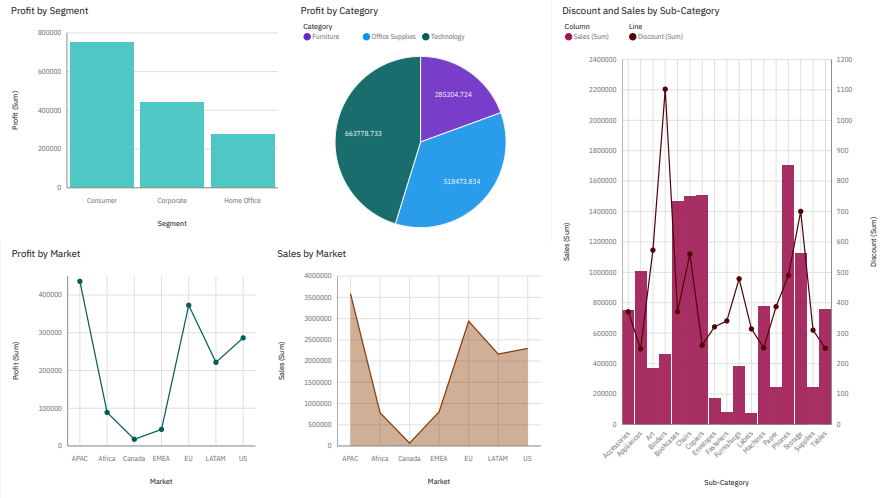 Profit by Segment
Profit (Sum)
800000
600000
400000
200000
0
Consumer
Corporate
Home Office
Segment
Profit by Category
Category
Furniture
Office Supplies
Technology
285204.724
663778.733
518473.834
Discount and Sales by Sub-Category
Column
Line
Sales (Sum)
Discount (Sum)
Sales (Sum)
2400000
2200000
2000000
1800000
1600000
1400000
1200000
1000000
800000
600000
400000
200000
0
1200
1100
1000
900
800
700
600
500
400
300
200
100
0
Discount (Sum)
Accessories
Appliances
Art
Binders
Bookcases
Chairs
Copiers
Envelopes
Fasteners
Furnishings
Labels
Machines
Paper
Phones
Storage
Supplies
Tables
Sub-Category
Profit by Market
Profit (Sum)
400000
300000
200000
100000
0
APAC
Africa
Canada
EMEA
EU
LATAM
US
Market
Sales by Market
Sales (Sum)
4000000
3500000
3000000
2500000
2000000
1500000
1000000
500000
0
APAC
Africa
Canada
EMEA
EU
LATAM
US
Market